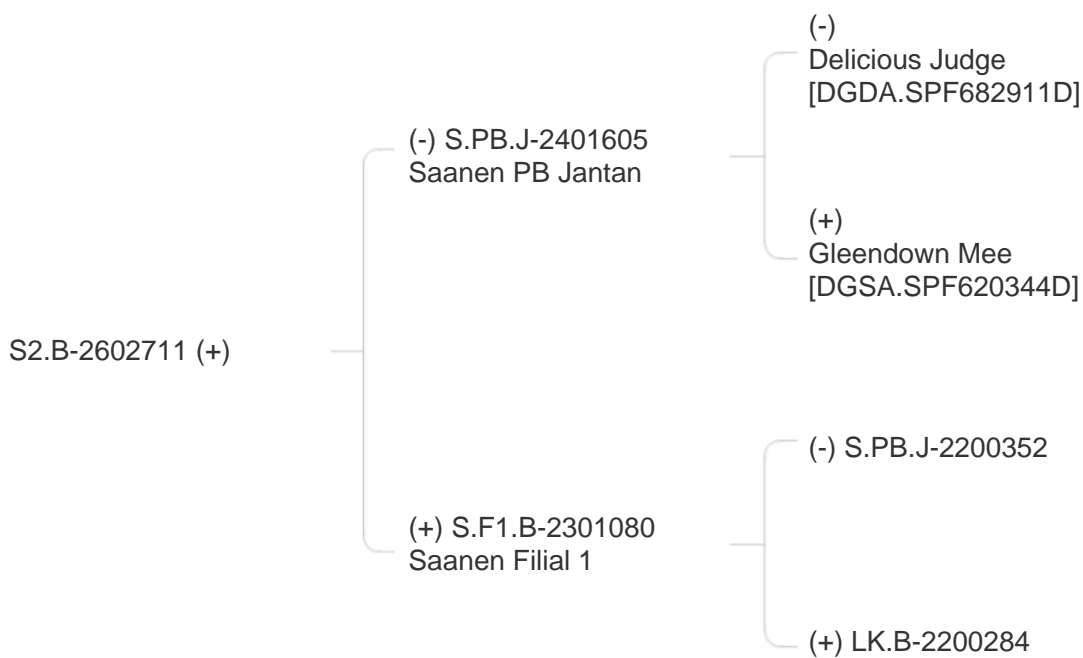 (-)
Delicious Judge
[DGDA.SPF682911D]
(-) S.PB.J-2401605
Saanen PB Jantan
(+)
Gleendown Mee
[DGSA.SPF620344D]
S2.B-2602711 (+)
(-) S.PB.J-2200352
(+) S.F1.B-2301080
Saanen Filial 1
(+) LK.B-2200284